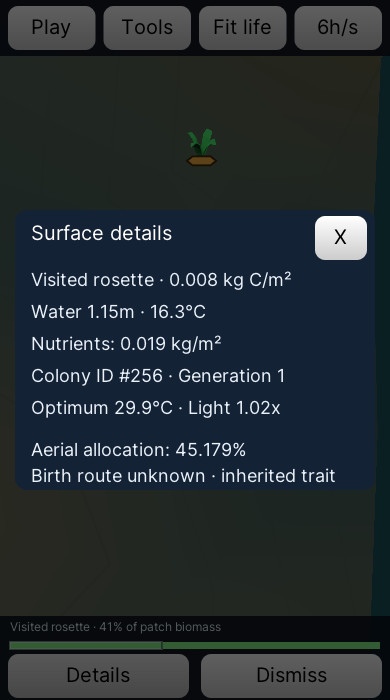 Play
Tools
Fit life
6h/s
Surface details
X
Visited rosette · 0.008 kg C/m²
Water 1.15m · 16.3°C
Nutrients: 0.019 kg/m²
Colony ID #256 · Generation 1
Optimum 29.9°C · Light 1.02x
Aerial allocation: 45.179%
Birth route unknown · inherited trait
Visited rosette · 41% of patch biomass
Details
Dismiss